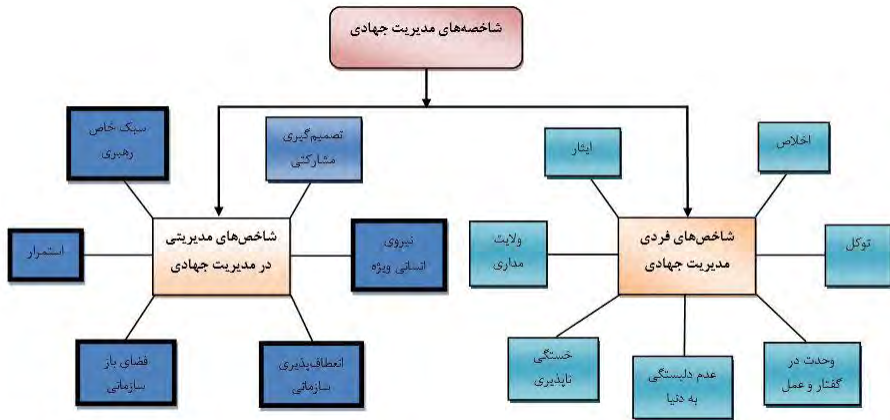 شاخصه‌های مدیریت جهادی
اخلاص
ایثار
تصمیم‌گیری
مشارکتی
سبک خاص
رهبری
شاخص‌های فردی
مدیریت جهادی
توکل
ولایت
مداری
نیروی
انسانی ویژه
شاخص‌های مدیریتی
در مدیریت جهادی
استمرار
وحدت در
گفتار و عمل
عدم دلبستگی
به دنیا
خستگی
ناپذیری
انعطاف‌پذیری
سازمانی
فضای باز
سازمانی